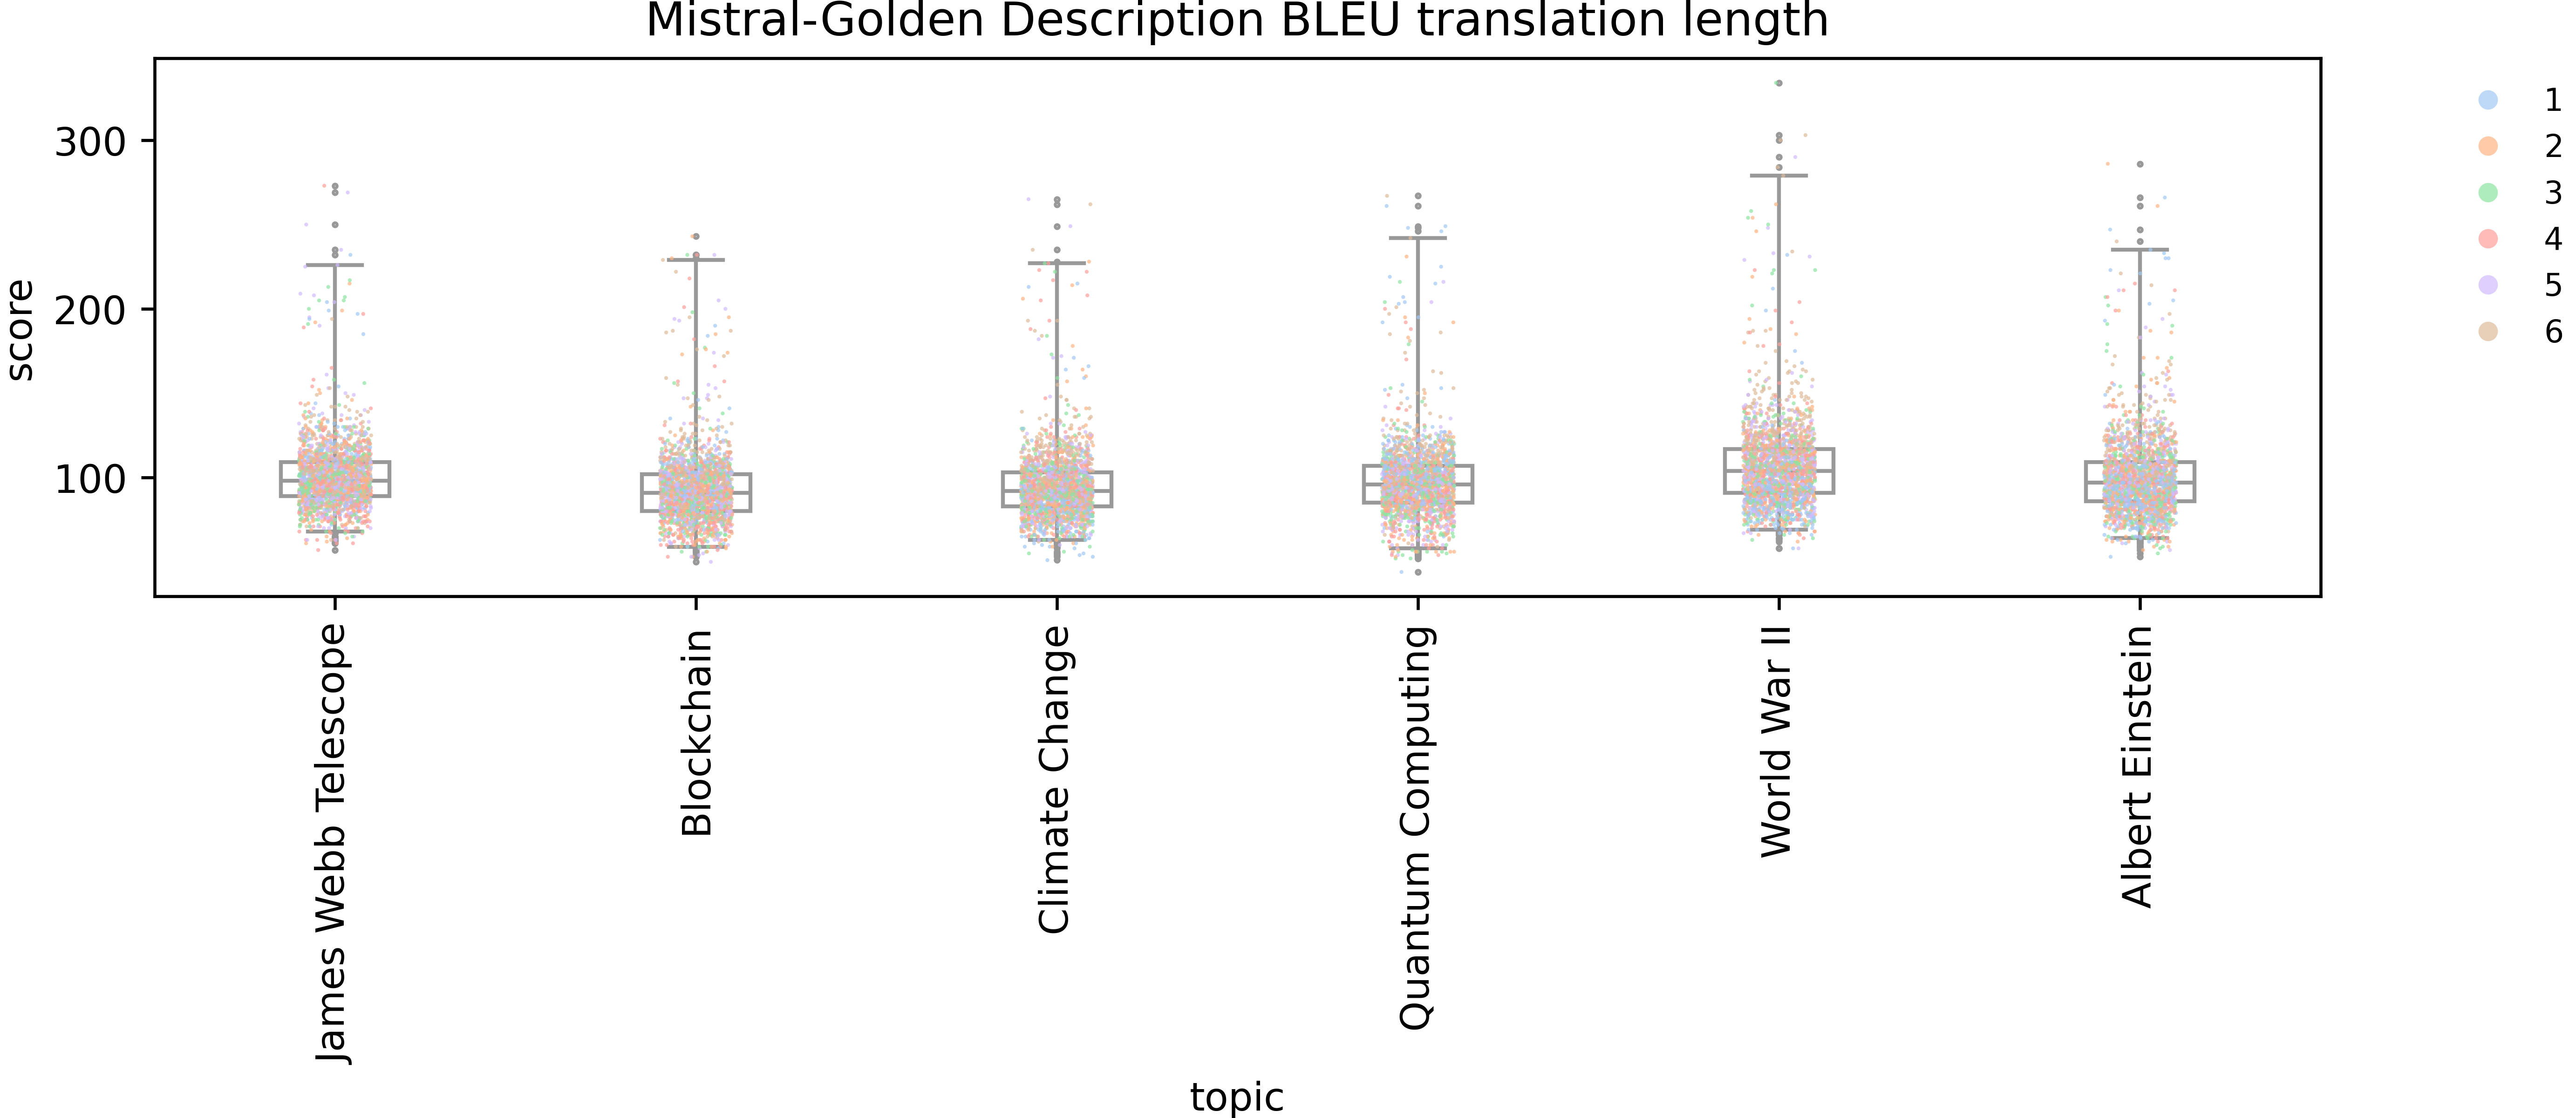 Mistral-Golden Description BLEU translation length
score
300
200
100
James Webb Telescope
Blockchain
Climate Change
Quantum Computing
World War II
Albert Einstein
topic
1
2
3
4
5
6